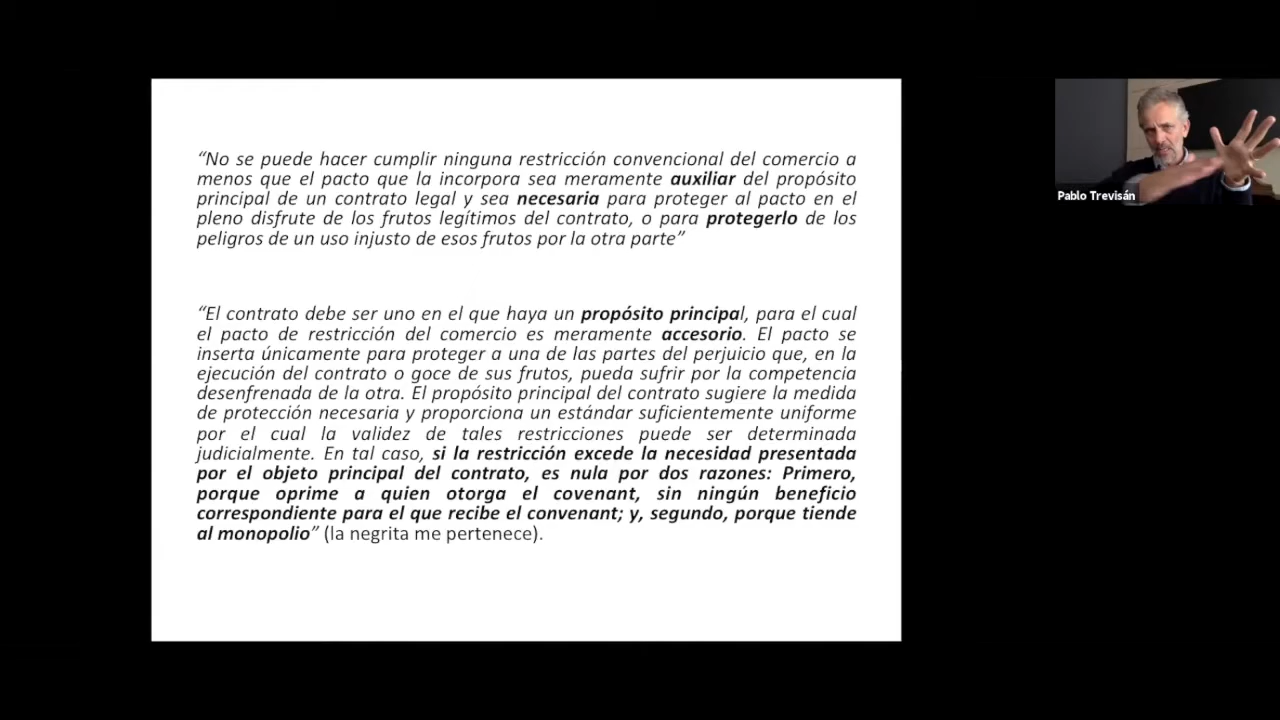 “No se puede hacer cumplir ninguna restricción convencional del comercio a
menos que el pacto que la incorpora sea meramente auxiliar del propósito
principal de un contrato legal y sea necesaria para proteger al pacto en el
pleno disfrute de los frutos legítimos del contrato, o para protegerlo de los
peligros de un uso injusto de esos frutos por la otra parte”
“El contrato debe ser uno en el que haya un propósito principal, para el cual
el pacto de restricción del comercio es meramente accesorio. El pacto se
inserta únicamente para proteger a una de las partes del perjuicio que, en la
ejecución del contrato o goce de sus frutos, pueda sufrir por la competencia
desenfrenada de la otra. El propósito principal del contrato sugiere la medida
de protección necesaria y proporciona un estándar suficientemente uniforme
por el cual la validez de tales restricciones puede ser determinada
judicialmente. En tal caso, si la restricción excede la necesidad presentada
por el objeto principal del contrato, es nula por dos razones: Primero,
porque oprime a quien otorga el covenant, sin ningún beneficio
correspondiente para el que recibe el convenant; y, segundo, porque tiende
al monopolio” (la negrita me pertenece).
Pablo Trevisán